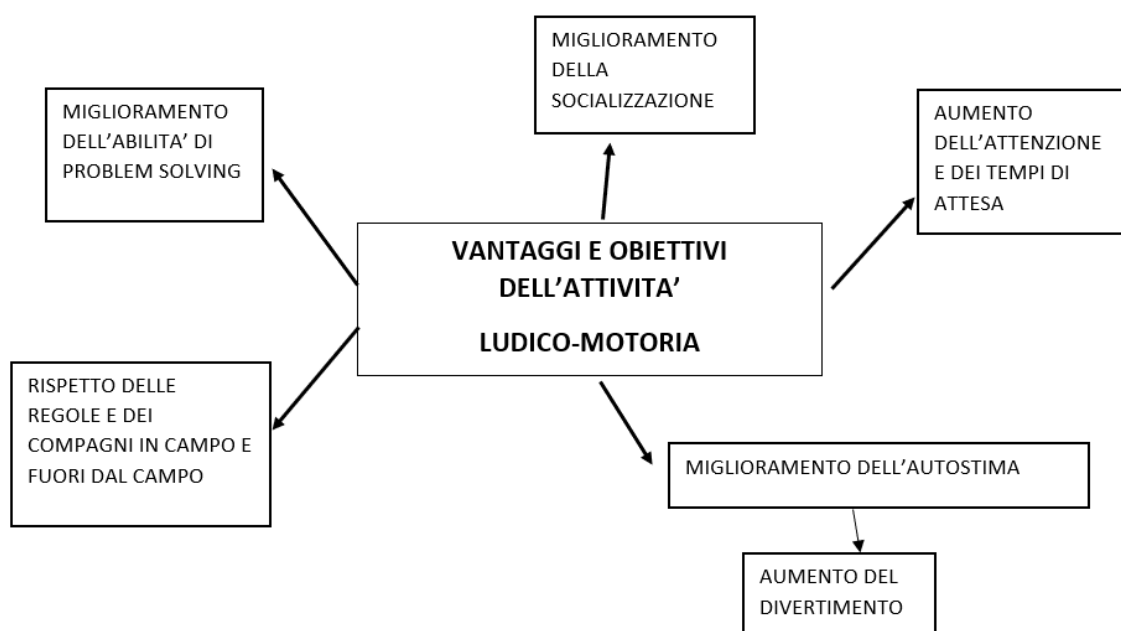 MIGLIORAMENTO
DELLA
SOCIALIZZAZIONE
MIGLIORAMENTO
DELL’ABILITA’ DI
PROBLEM SOLVING
AUMENTO
DELL’ATTENZIONE
E DEI TEMPI DI
ATTESA
VANTAGGI E OBIETTIVI
DELL’ATTIVITA’
LUDICO-MOTORIA
RISPETTO DELLE
REGOLE E DEI
COMPAGNI IN CAMPO E
FUORI DAL CAMPO
MIGLIORAMENTO DELL’AUTOSTIMA
AUMENTO DEL
DIVERTIMENTO